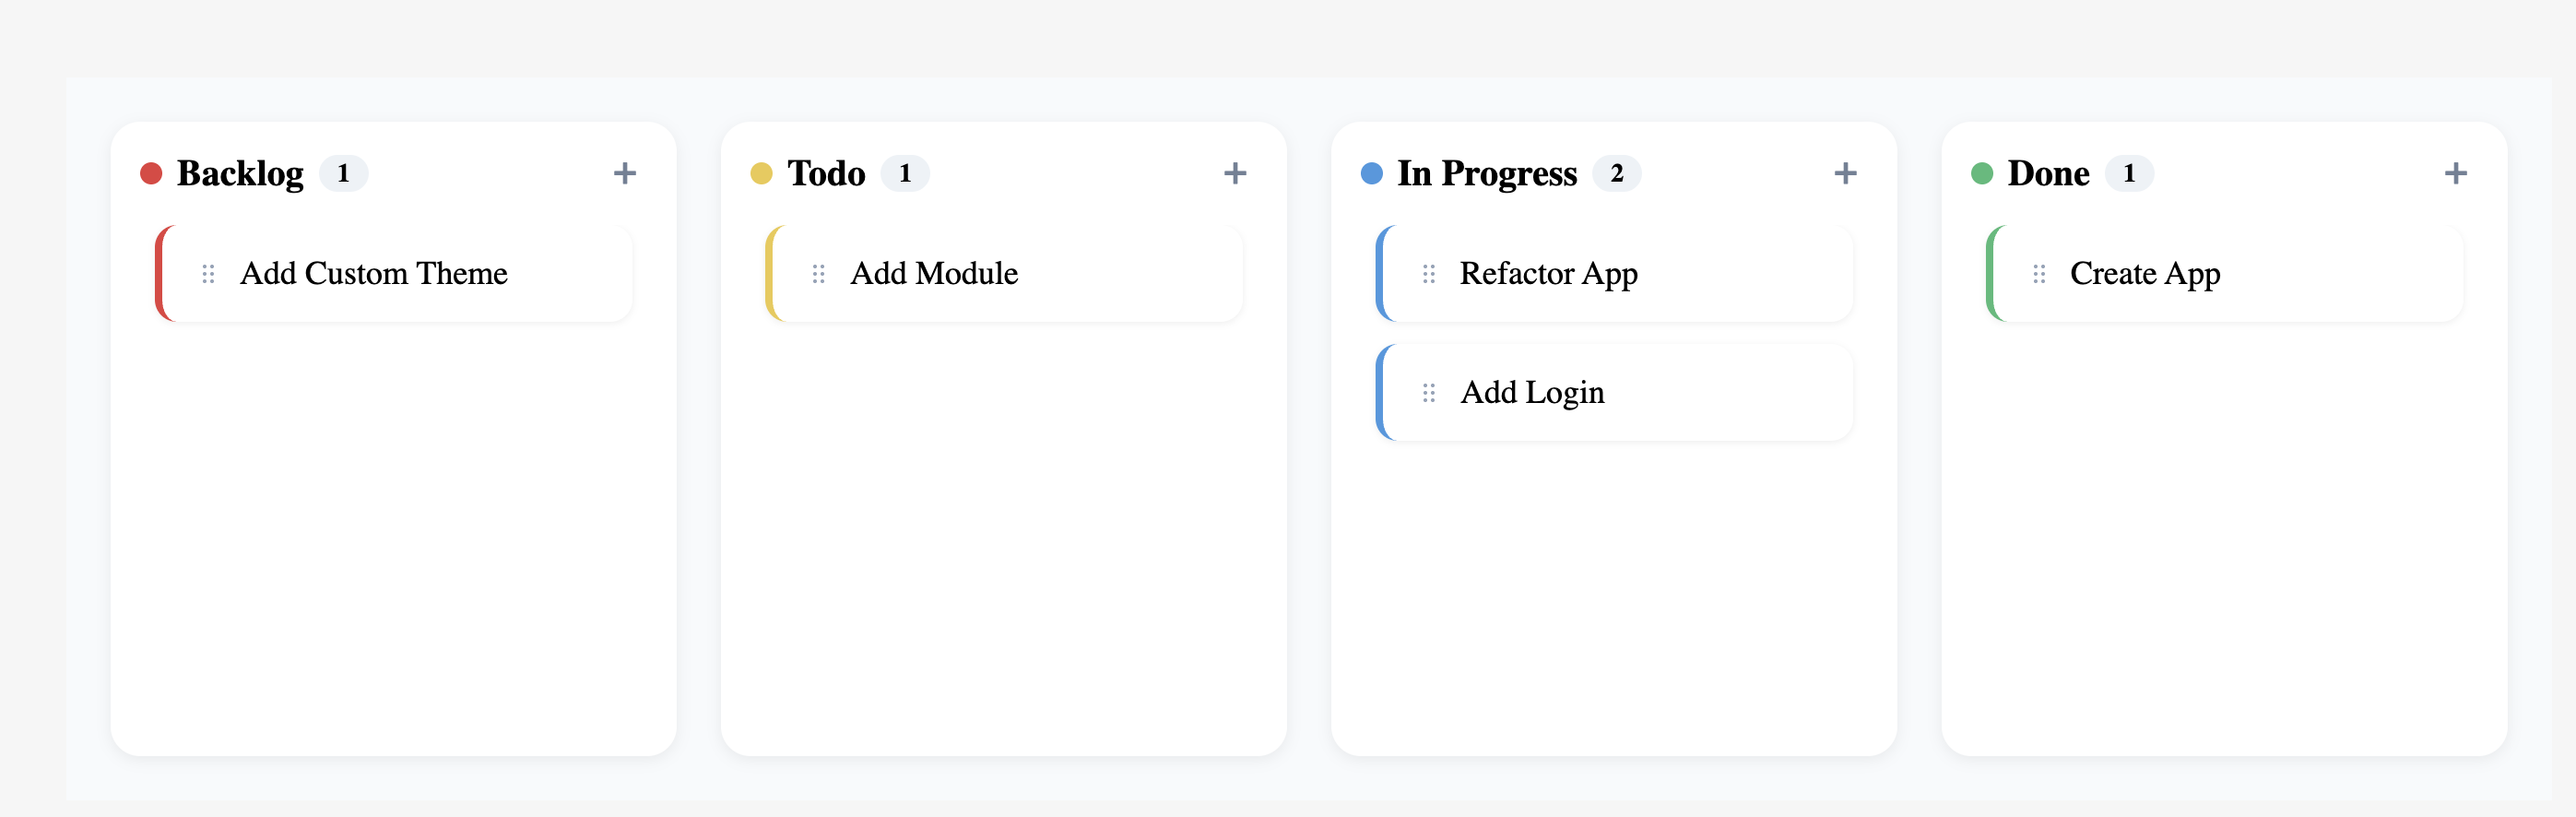 Backlog 1 +
Add Custom Theme
Todo 1 +
Add Module
In Progress 2 +
Refactor App
Add Login
Done 1 +
Create App